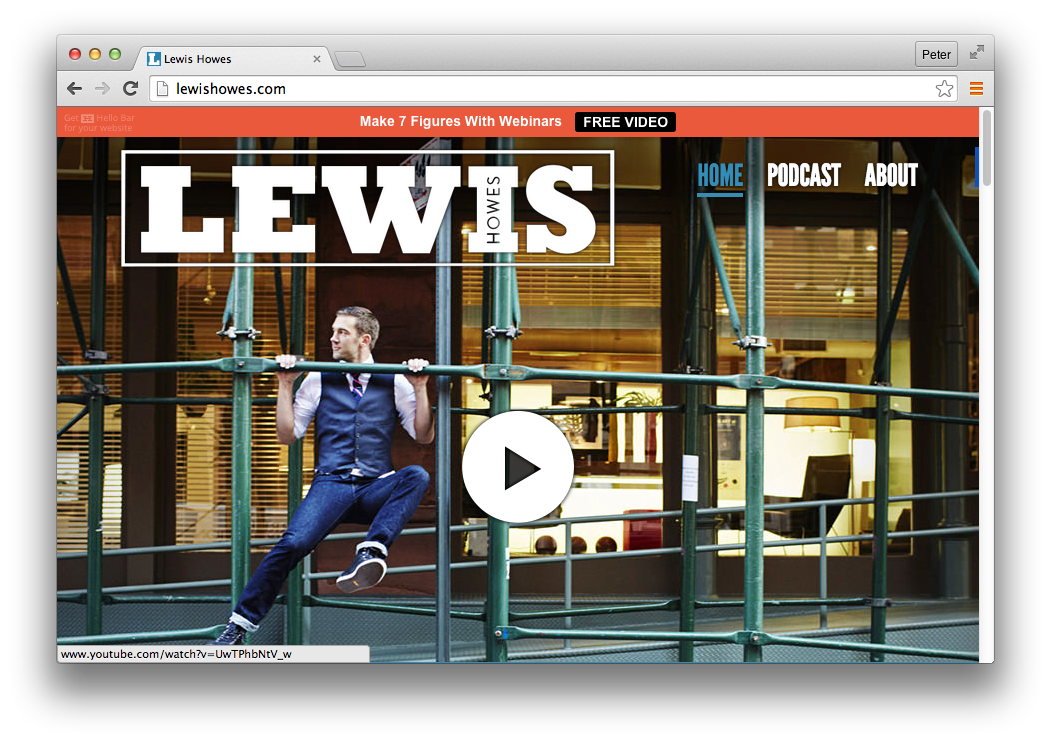 Lewis Howes
Peter
lewishowes.com
Get Hello Bar
for your website
Make 7 Figures With Webinars FREE VIDEO
LEWIS
HOWES
HOME PODCAST ABOUT
www.youtube.com/watch?v=UwTPhbNtV_w